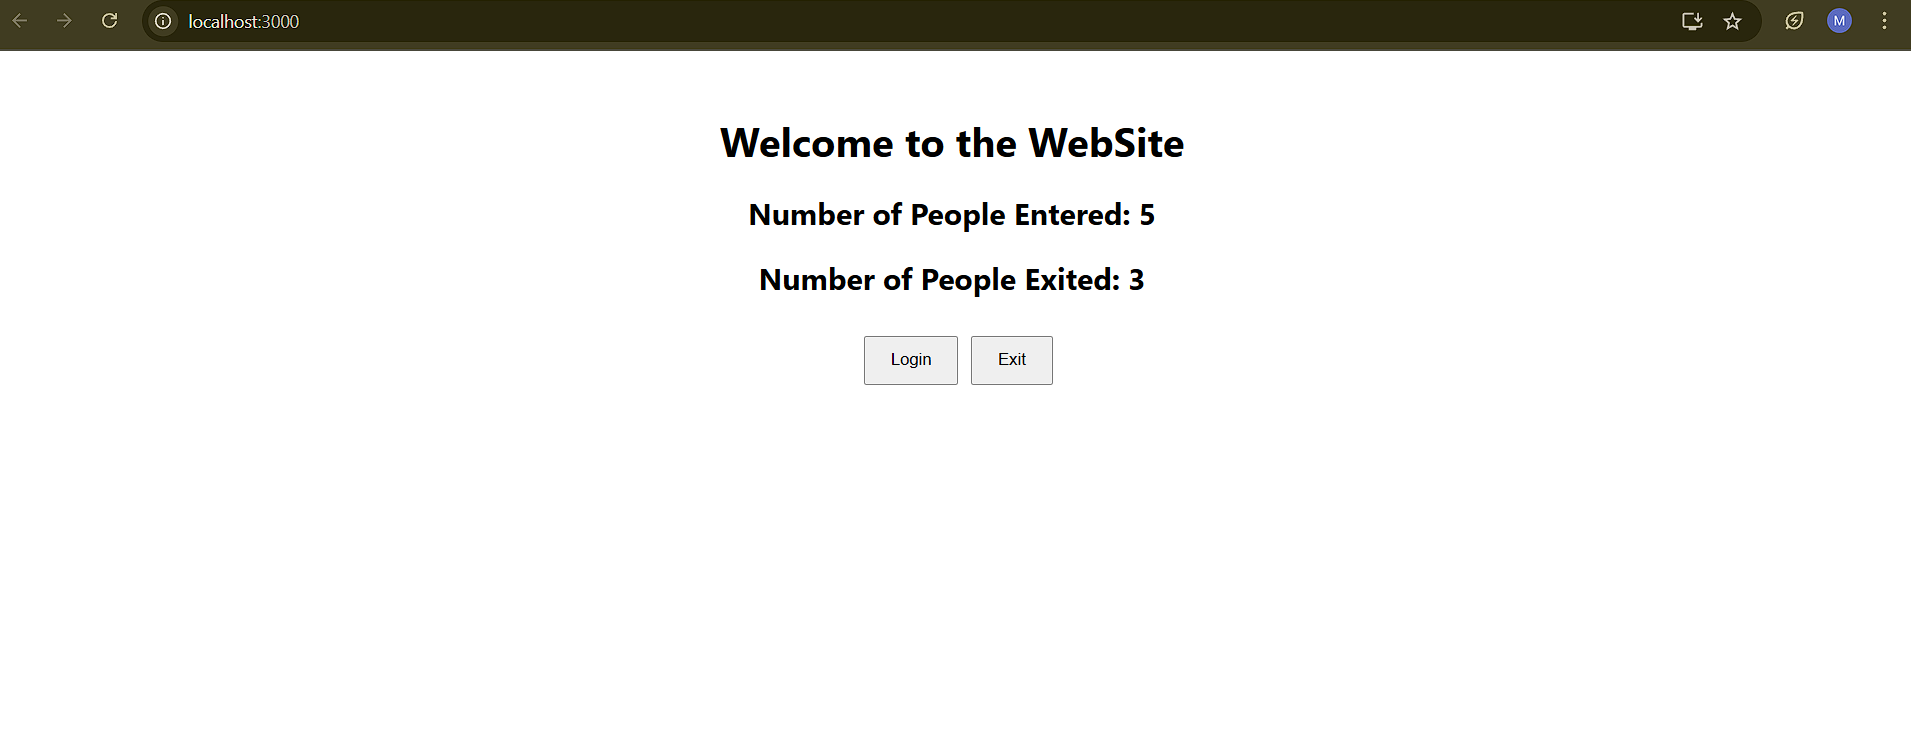 localhost:3000
M
Welcome to the WebSite
Number of People Entered: 5
Number of People Exited: 3
Login Exit